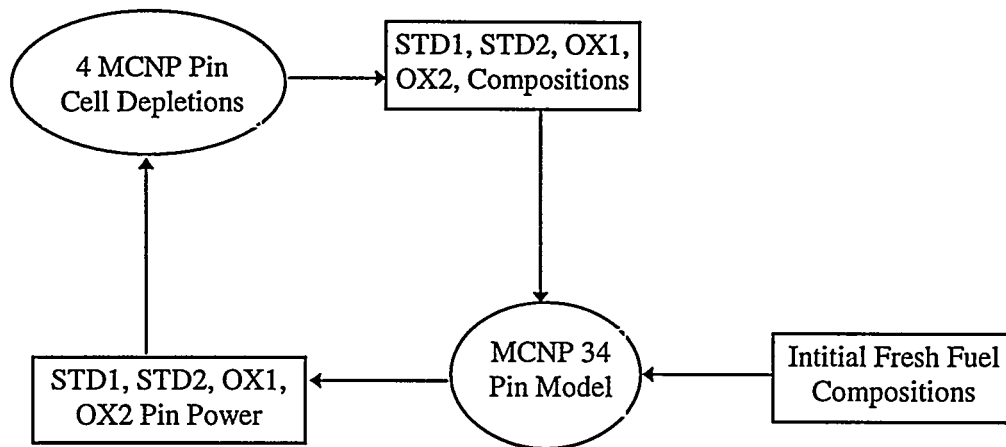 4 MCNP Pin
Cell Depletions
STD1, STD2, OX1,
OX2, Compositions
MCNP 34
Pin Model
Intitial Fresh Fuel
Compositions
STD1, STD2, OX1,
OX2 Pin Power